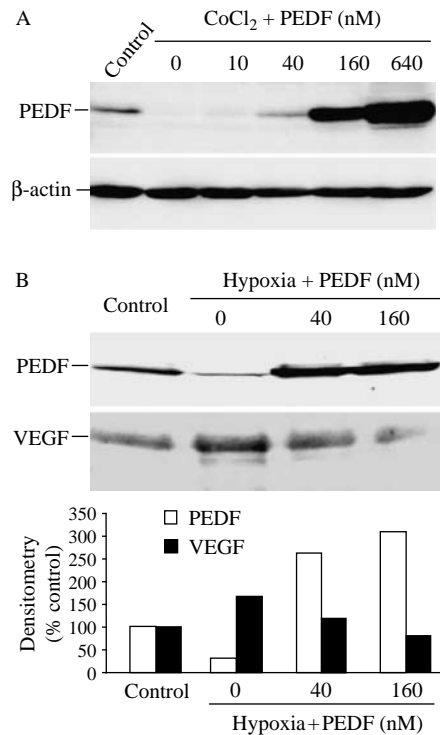 A
CoCl₂ + PEDF (nM)
Control
0 10 40 160 640
PEDF
β-actin
B
Hypoxia + PEDF (nM)
Control
0 40 160
PEDF
VEGF
350
300
250
200
150
100
50
0
Densitometry
(% control)
PEDF
VEGF
Control 0 40 160
Hypoxia+PEDF (nM)